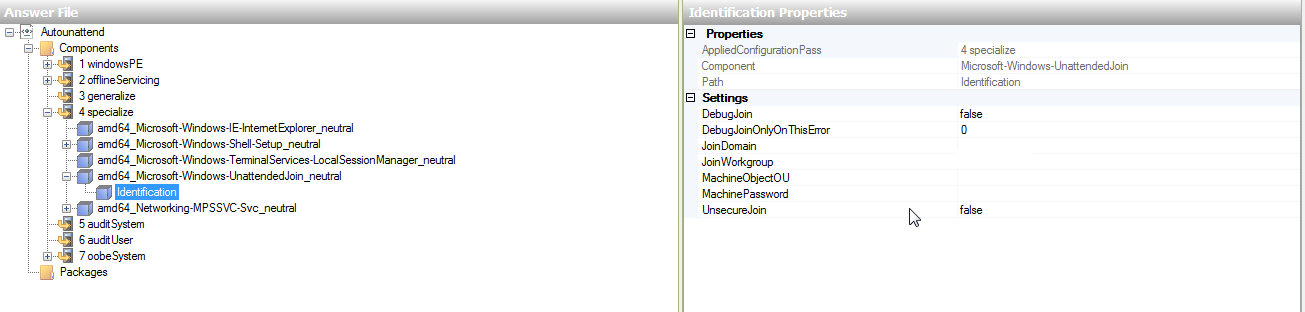 Answer File
Autounattend
Components
1 windowsPE
2 offlineServicing
3 generalize
4 specialize
amd64_Microsoft-Windows-IE-InternetExplorer_neutral
amd64_Microsoft-Windows-Shell-Setup_neutral
amd64_Microsoft-Windows-TerminalServices-LocalSessionManager_neutral
amd64_Microsoft-Windows-UnattendedJoin_neutral
Identification
amd64_Networking-MPSSVC-Svc_neutral
5 auditSystem
6 auditUser
7 oobeSystem
Packages
Identification Properties
Properties
AppliedConfigurationPass 4 specialize
Component Microsoft-Windows-UnattendedJoin
Path Identification
Settings
DebugJoin false
DebugJoinOnlyOnThisError 0
JoinDomain
JoinWorkgroup
MachineObjectOU
MachinePassword
UnsecureJoin false